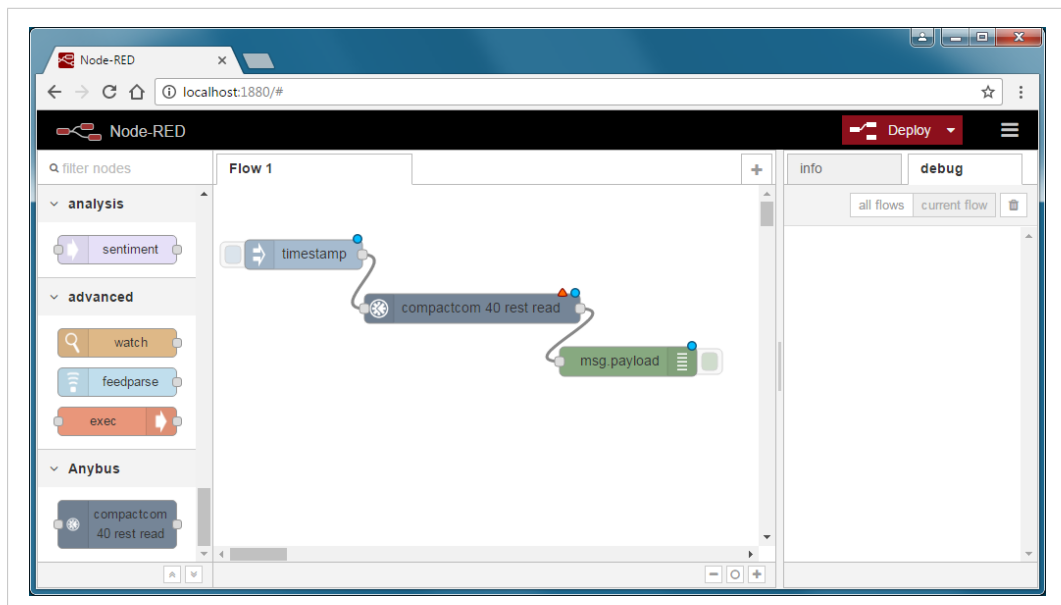 Node-RED
localhost:1880/#
Node-RED
Deploy
filter nodes
Flow 1
info
debug
all flows
current flow
analysis
sentiment
advanced
watch
feedparse
exec
Anybus
compactcom
40 rest read
timestamp
compactcom 40 rest read
msg.payload